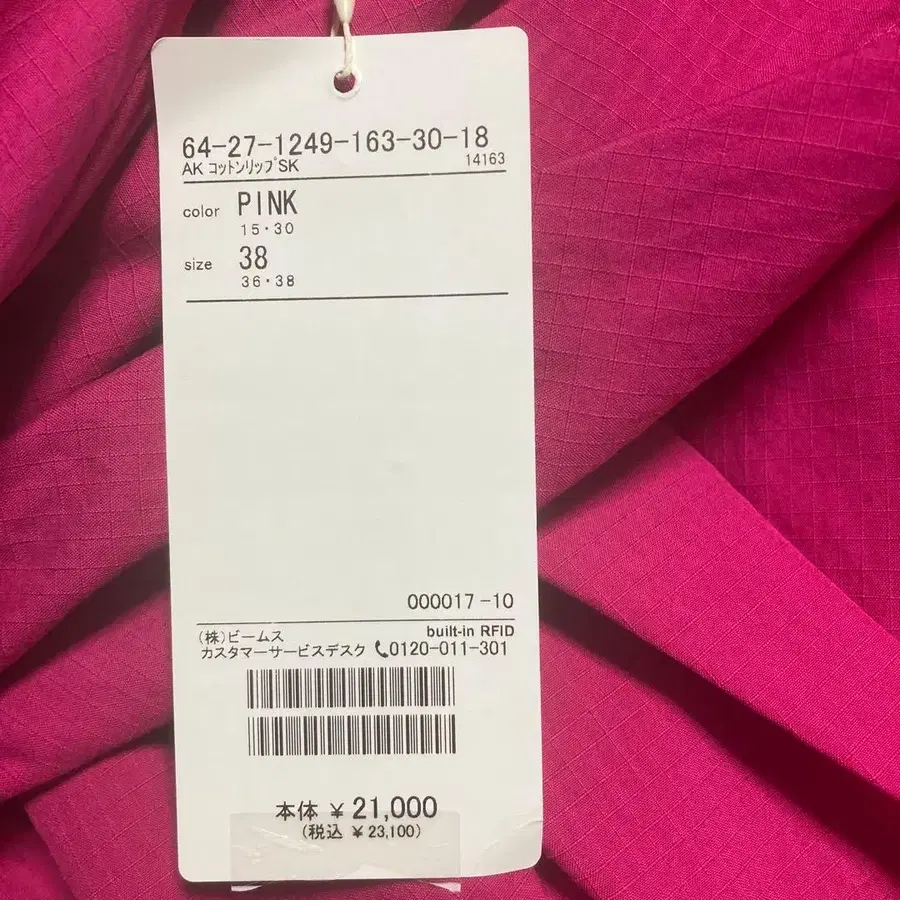 64-27-1249-163-30-18
AK コットンリップSK 14163
color PINK
15・30
size 38
36・38
000017-10
built-in RFID
(株)ビームス
カスタマーサービスデスク 0120-011-301
本体 ¥21,000
(税込 ¥23,100)